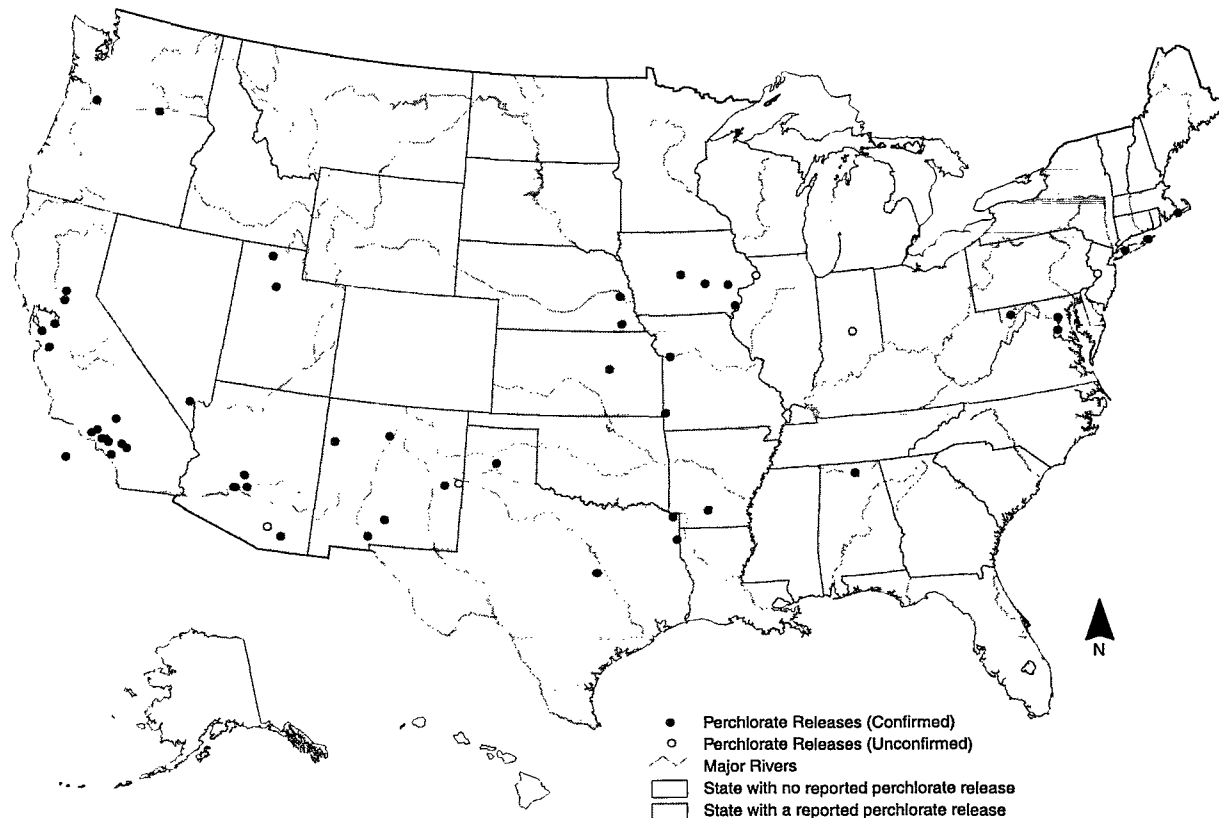 N
Perchlorate Releases (Confirmed)
Perchlorate Releases (Unconfirmed)
Major Rivers
State with no reported perchlorate release
State with a reported perchlorate release